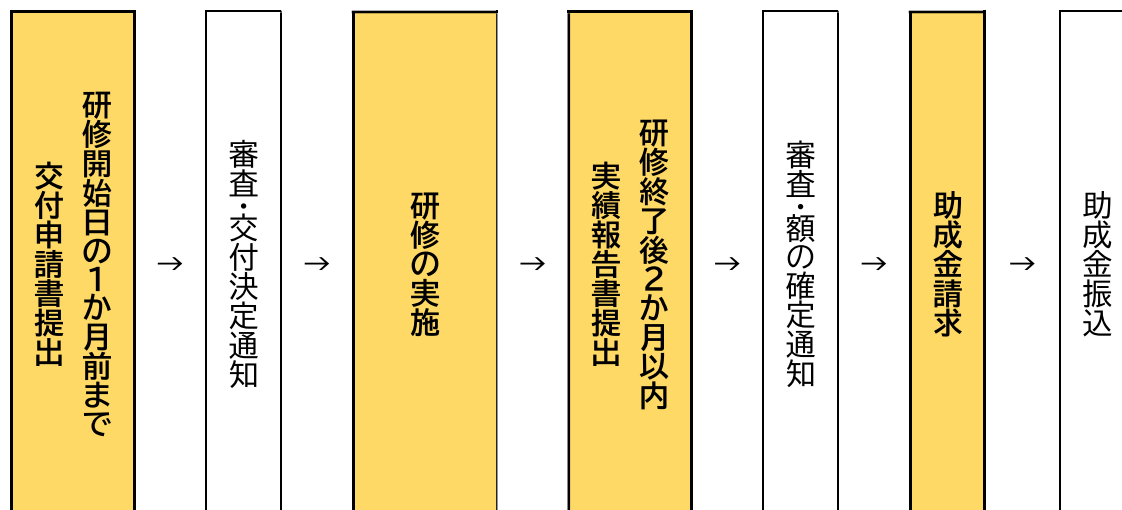 研修開始日の1か月前まで
交付申請書提出
→
審査・交付決定通知
→
研修の実施
→
研修終了後2か月以内
実績報告書提出
→
審査・額の確定通知
→
助成金請求
→
助成金振込